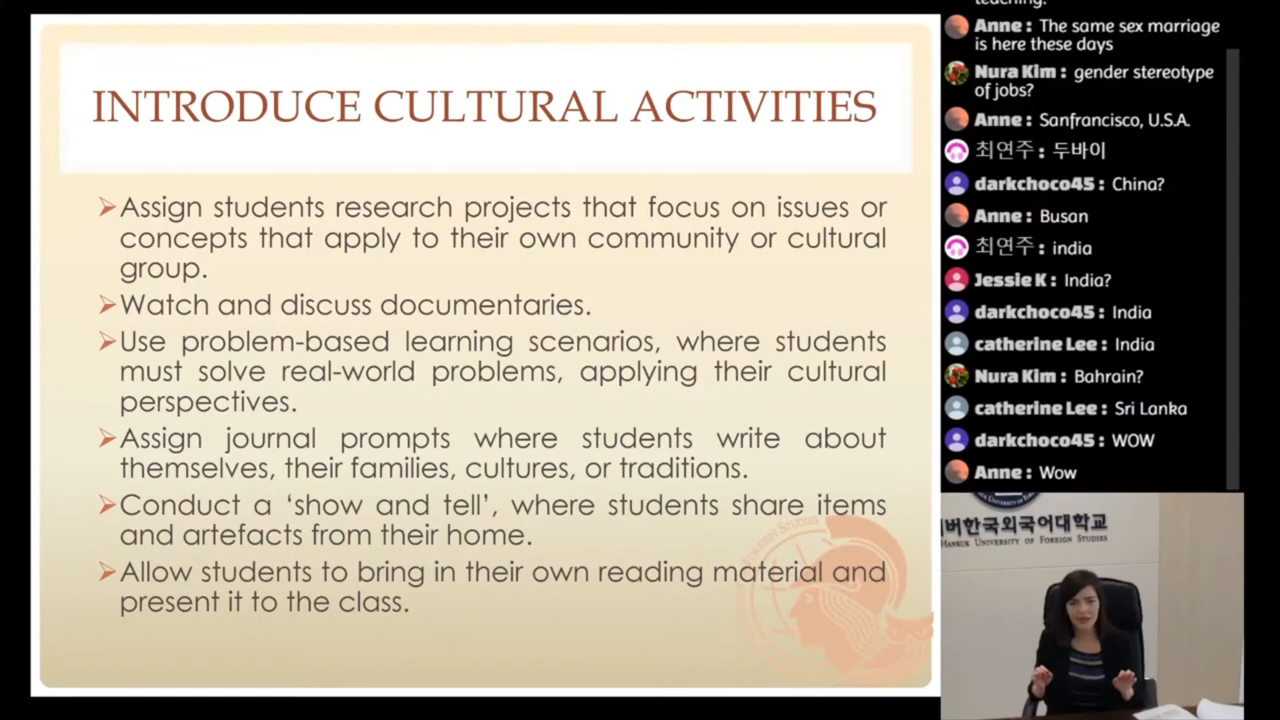 INTRODUCE CULTURAL ACTIVITIES
➢Assign students research projects that focus on issues or
concepts that apply to their own community or cultural
group.
➢Watch and discuss documentaries.
➢Use problem-based learning scenarios, where students
must solve real-world problems, applying their cultural
perspectives.
➢Assign journal prompts where students write about
themselves, their families, cultures, or traditions.
➢Conduct a ‘show and tell’, where students share items
and artefacts from their home.
➢Allow students to bring in their own reading material and
present it to the class.
teaching.
Anne : The same sex marriage
is here these days
Nura Kim : gender stereotype
of jobs?
Anne : Sanfrancisco, U.S.A.
최연주 : 두바이
darkchoco45 : China?
Anne : Busan
최연주 : india
Jessie K : India?
darkchoco45 : India
catherine Lee : India
Nura Kim : Bahrain?
catherine Lee : Sri Lanka
darkchoco45 : WOW
Anne : Wow
버한국외국어대학교
HANKUK UNIVERSITY OF FOREIGN STUDIES